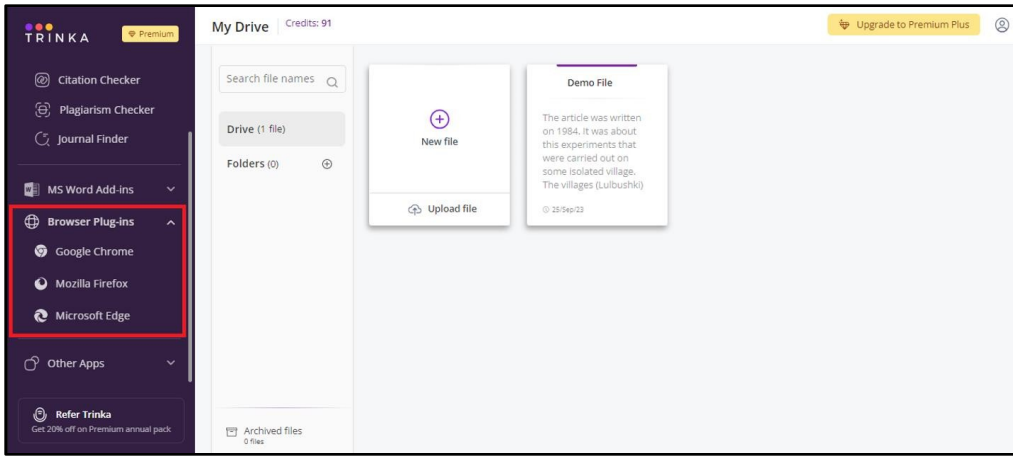 TRINKA
Premium
Citation Checker
Plagiarism Checker
Journal Finder
MS Word Add-ins
Browser Plug-ins
Google Chrome
Mozilla Firefox
Microsoft Edge
Other Apps
Refer Trinka
Get 20% off on Premium annual pack
My Drive
Credits: 91
Upgrade to Premium Plus
Search file names
Drive (1 file)
Folders (0)
Archived files
0 files
New file
Upload file
Demo File
The article was written
on 1984. It was about
this experiments that
were carried out on
some isolated village.
The villages (Lulbushki)
25/Sep/23